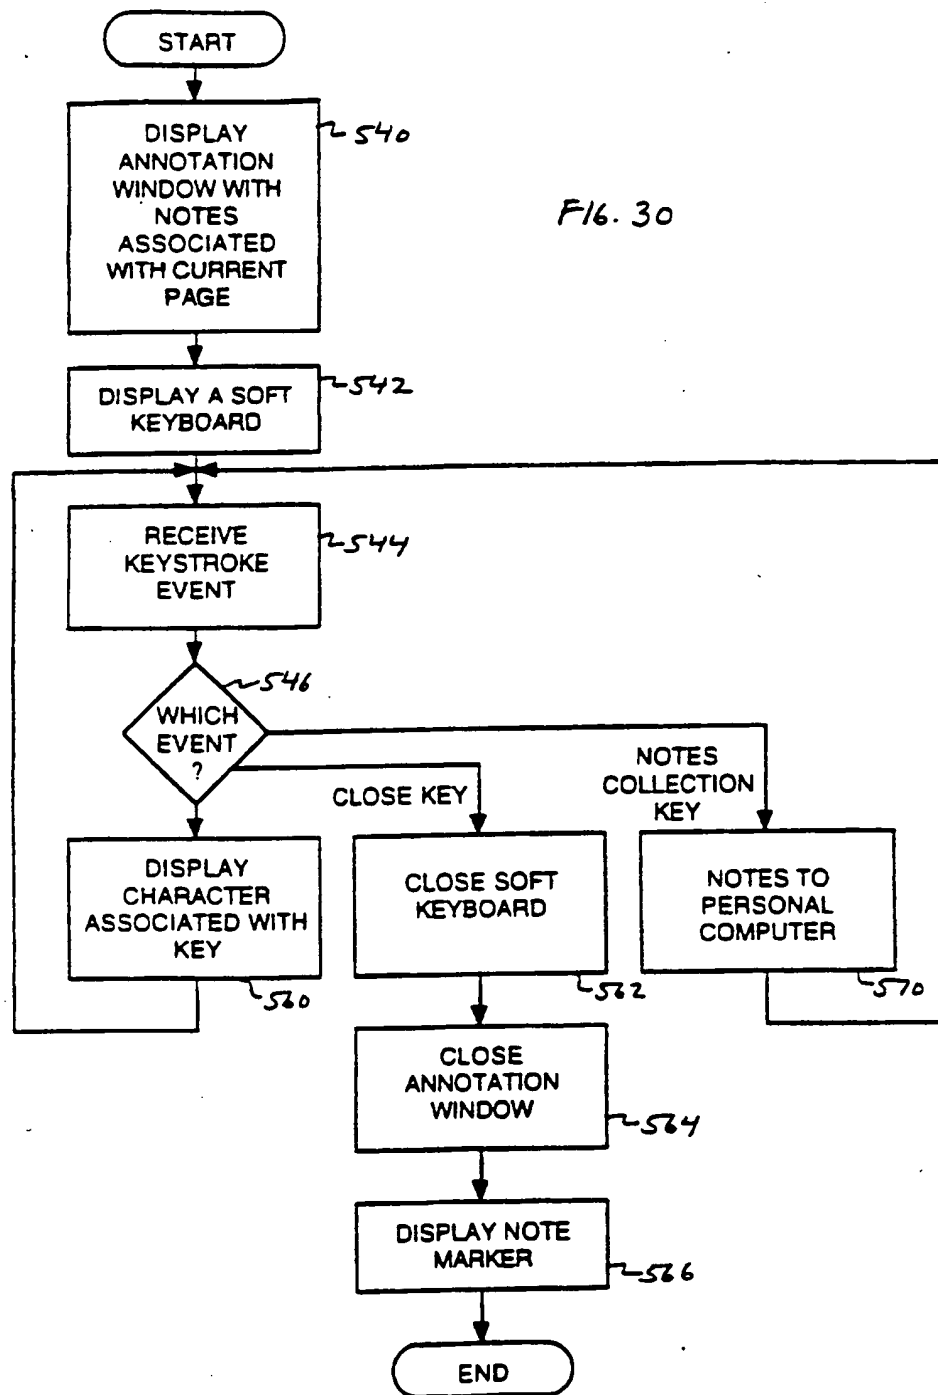 START
DISPLAY
ANNOTATION
WINDOW WITH
NOTES
ASSOCIATED
WITH CURRENT
PAGE
540
FIG. 30
DISPLAY A SOFT
KEYBOARD
542
RECEIVE
KEYSTROKE
EVENT
544
WHICH
EVENT
?
546
CLOSE KEY
NOTES
COLLECTION
KEY
DISPLAY
CHARACTER
ASSOCIATED WITH
KEY
560
CLOSE SOFT
KEYBOARD
562
NOTES TO
PERSONAL
COMPUTER
570
CLOSE
ANNOTATION
WINDOW
564
DISPLAY NOTE
MARKER
566
END